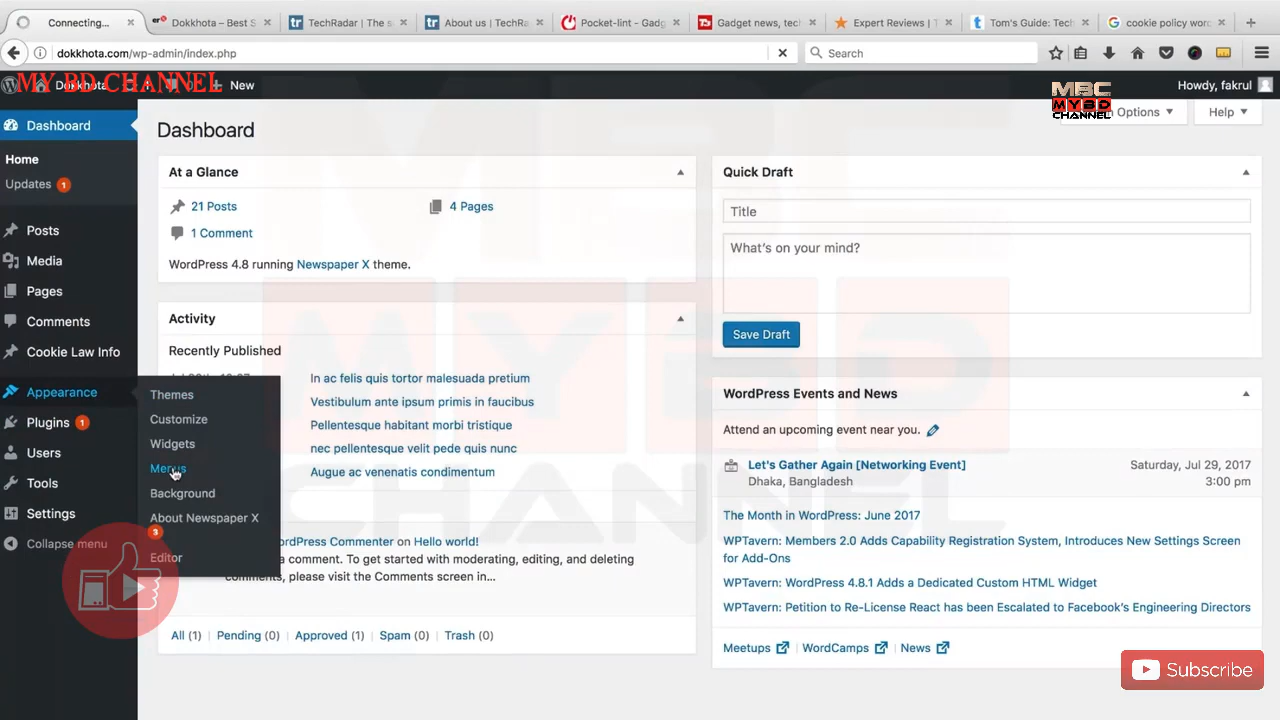 Connecting...
Dokkhota – Best S
TechRadar | The s
About us | TechRa
Pocket-lint - Gadg
Gadget news, tech
Expert Reviews | T
Tom's Guide: Tech
cookie policy word
dokkhota.com/wp-admin/index.php
Search
MY BD CHANNEL
New
Howdy, fakrul
MBC
MYBD
CHANNEL
Options
Help
Dashboard
Home
Updates 1
Posts
Media
Pages
Comments
Cookie Law Info
Appearance
Plugins 1
Users
Tools
Settings
Collapse menu
Themes
Customize
Widgets
Menus
Background
About Newspaper X
3
Editor
Dashboard
At a Glance
21 Posts
4 Pages
1 Comment
WordPress 4.8 running Newspaper X theme.
Activity
Recently Published
In ac felis quis tortor malesuada pretium
Vestibulum ante ipsum primis in faucibus
Pellentesque habitant morbi tristique
nec pellentesque velit pede quis nunc
Augue ac venenatis condimentum
WordPress Commenter on Hello world!
a comment. To get started with moderating, editing, and deleting
comments, please visit the Comments screen in...
All (1) | Pending (0) | Approved (1) | Spam (0) | Trash (0)
Quick Draft
Title
What's on your mind?
Save Draft
WordPress Events and News
Attend an upcoming event near you.
Let's Gather Again [Networking Event]
Dhaka, Bangladesh
Saturday, Jul 29, 2017
3:00 pm
The Month in WordPress: June 2017
WPTavern: Members 2.0 Adds Capability Registration System, Introduces New Settings Screen
for Add-Ons
WPTavern: WordPress 4.8.1 Adds a Dedicated Custom HTML Widget
WPTavern: Petition to Re-License React has been Escalated to Facebook's Engineering Directors
Meetups | WordCamps | News
MYBD
CHANNEL
Subscribe